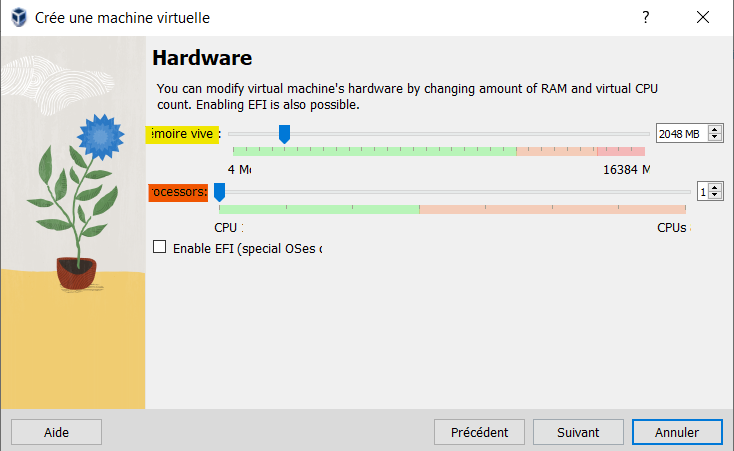 Crée une machine virtuelle
Hardware
You can modify virtual machine's hardware by changing amount of RAM and virtual CPU
count. Enabling EFI is also possible.
émoire vive : 2048 MB
4 Mo 16384 M
ocessors: 1
CPU CPUs
Enable EFI (special OSes o
Aide Précédent Suivant Annuler